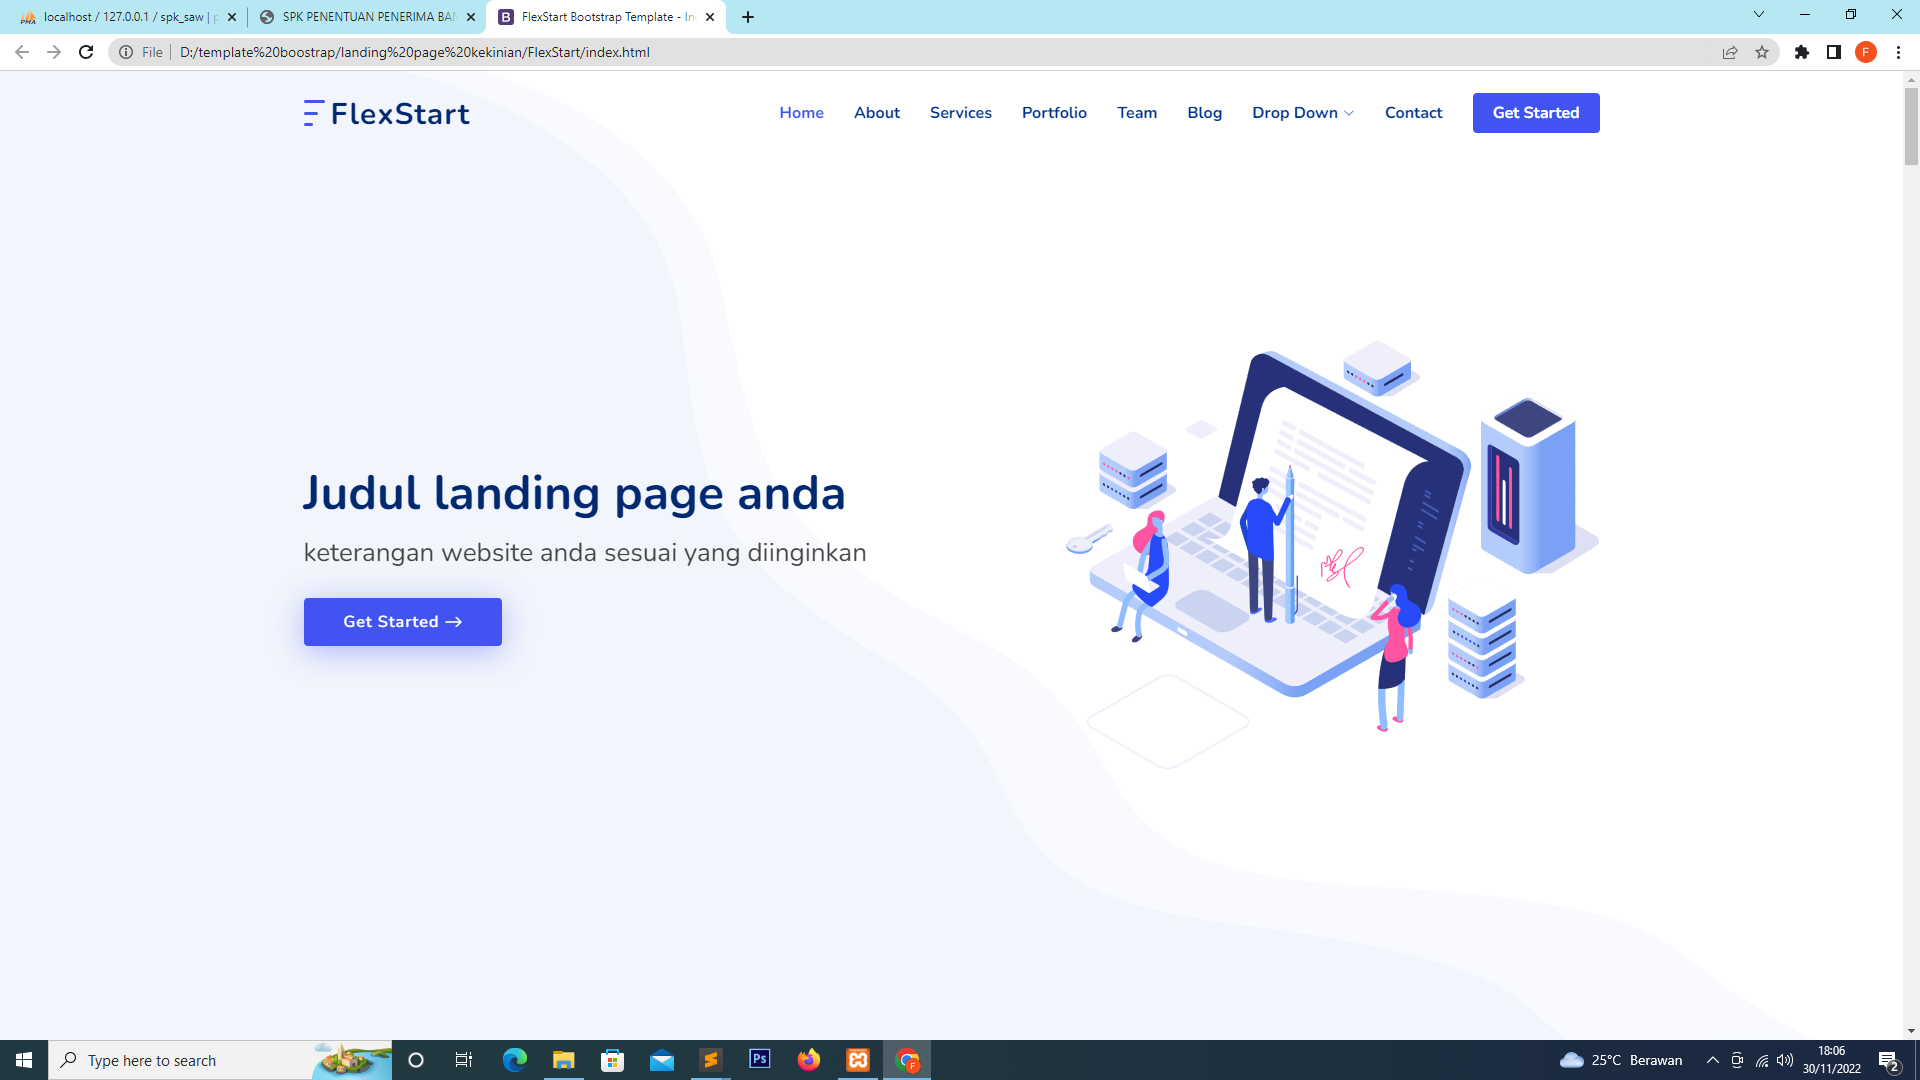 localhost / 127.0.0.1 / spk_saw | p
SPK PENENTUAN PENERIMA BAN
FlexStart Bootstrap Template - In
File
D:/template%20boostrap/landing%20page%20kekinian/FlexStart/index.html
F
FlexStart
Home
About
Services
Portfolio
Team
Blog
Drop Down
Contact
Get Started
Judul landing page anda
keterangan website anda sesuai yang diinginkan
Get Started →
Type here to search
Ps
F
25°C Berawan
18:06
30/11/2022
2